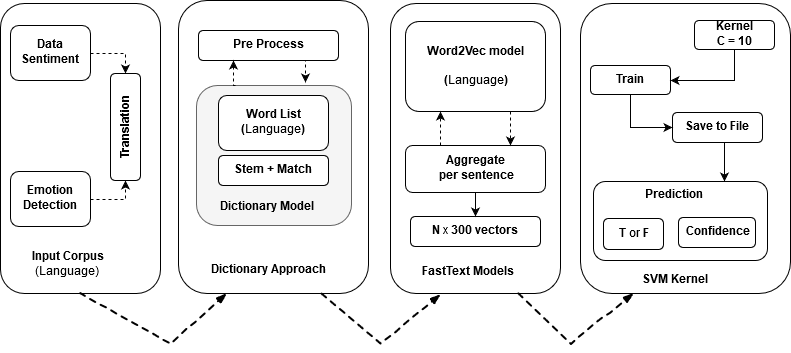 Data
Sentiment
Translation
Emotion
Detection
Input Corpus
(Language)
Pre Process
Word List
(Language)
Stem + Match
Dictionary Model
Dictionary Approach
Word2Vec model
(Language)
Aggregate
per sentence
N x 300 vectors
FastText Models
Kernel
C = 10
Train
Save to File
Prediction
T or F
Confidence
SVM Kernel